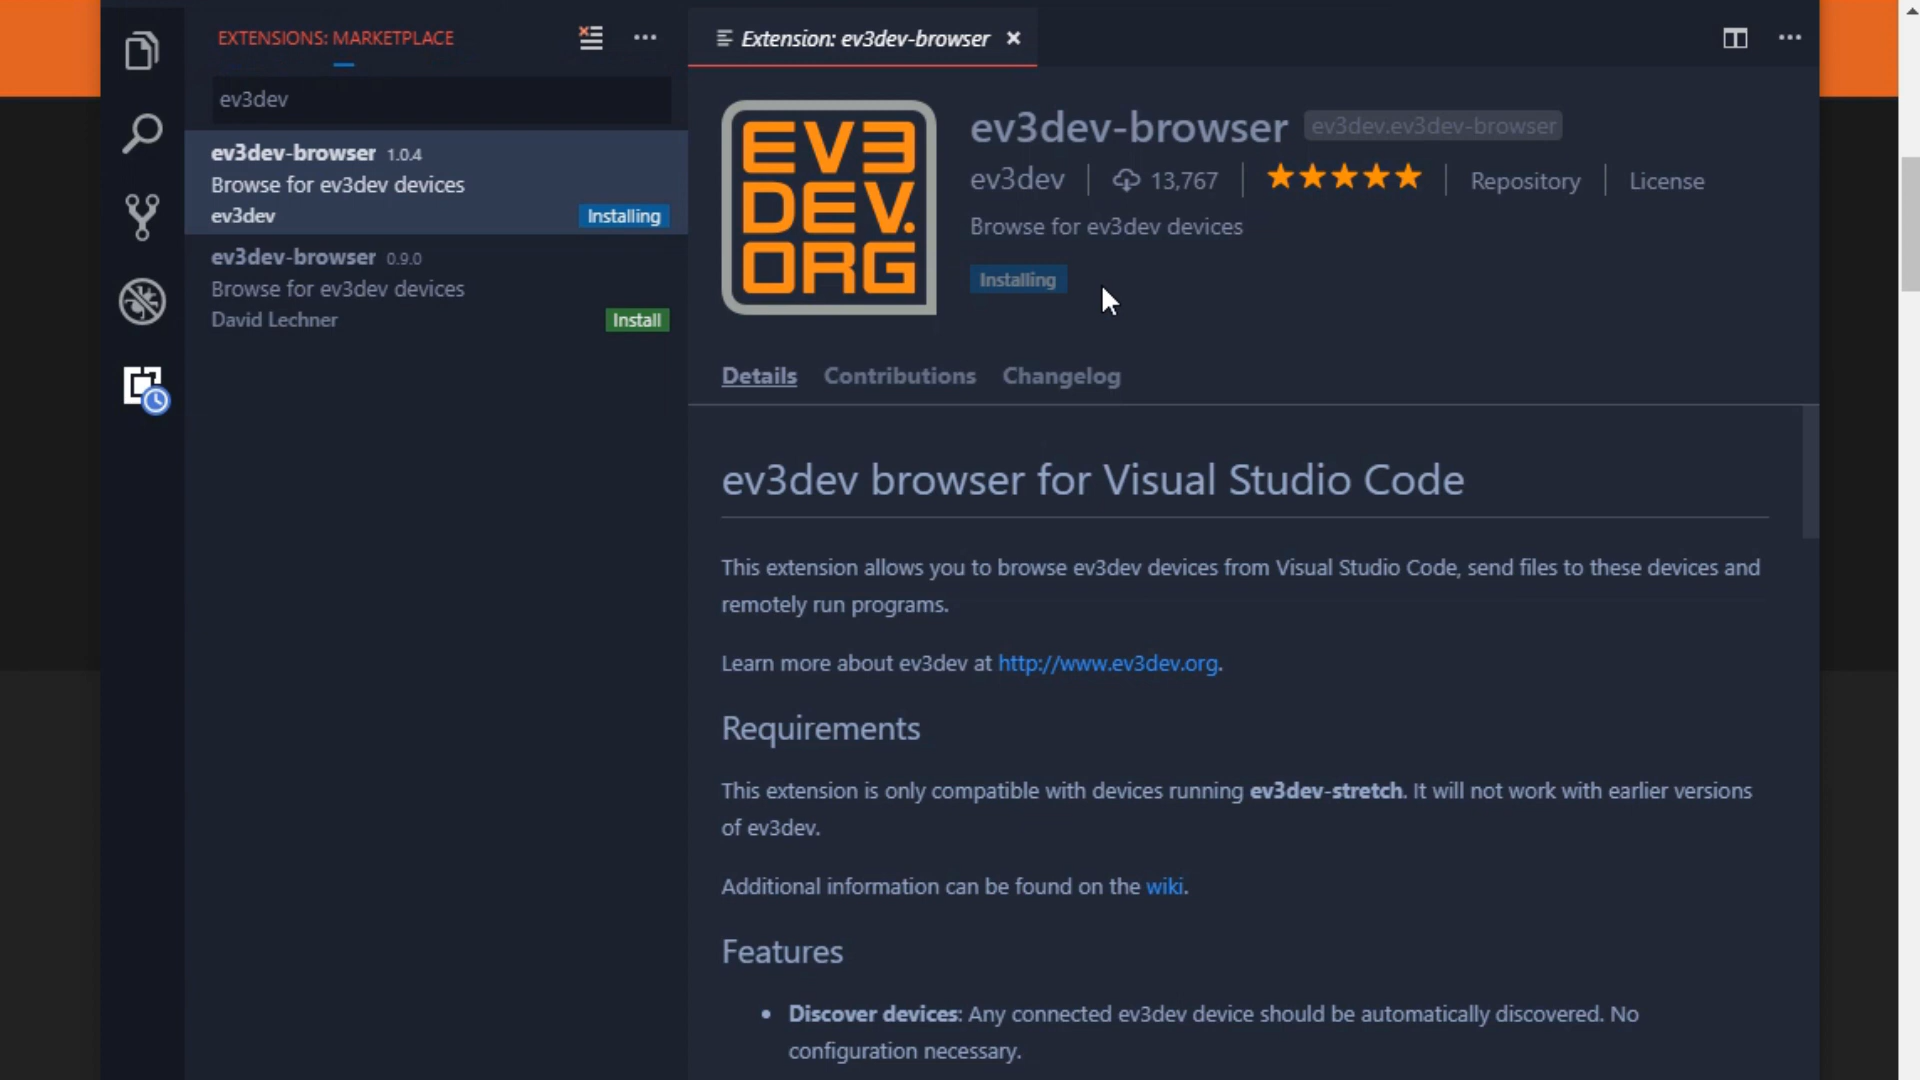 EXTENSIONS: MARKETPLACE
ev3dev
ev3dev-browser 1.0.4
Browse for ev3dev devices
ev3dev Installing
ev3dev-browser 0.9.0
Browse for ev3dev devices
David Lechner Install
Extension: ev3dev-browser
EV3
DEV.
ORG
ev3dev-browser ev3dev.ev3dev-browser
ev3dev 13,767 Repository License
Browse for ev3dev devices
Installing
Details Contributions Changelog
ev3dev browser for Visual Studio Code
This extension allows you to browse ev3dev devices from Visual Studio Code, send files to these devices and
remotely run programs.
Learn more about ev3dev at http://www.ev3dev.org.
Requirements
This extension is only compatible with devices running ev3dev-stretch. It will not work with earlier versions
of ev3dev.
Additional information can be found on the wiki.
Features
• Discover devices: Any connected ev3dev device should be automatically discovered. No
configuration necessary.